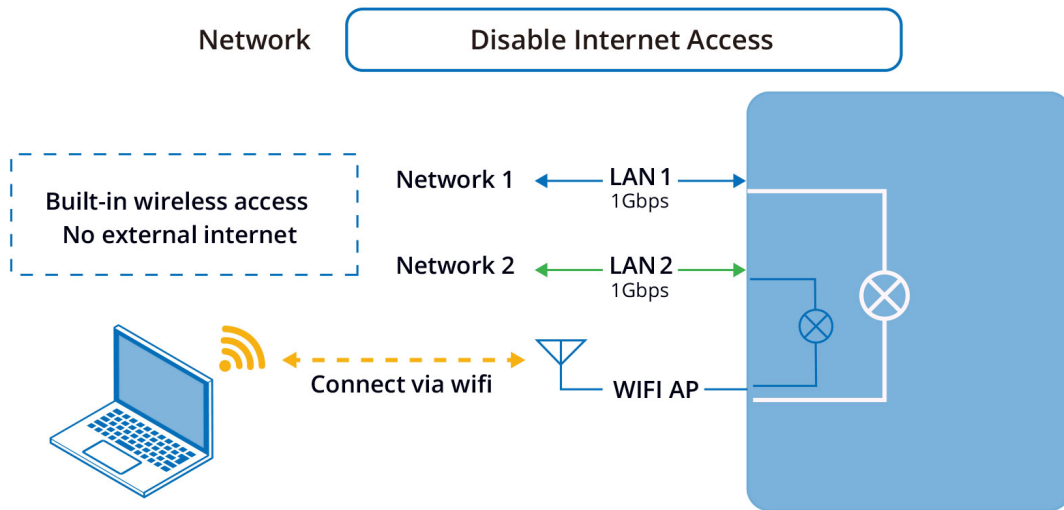 Network
Disable Internet Access
Built-in wireless access
No external internet
Network 1
LAN 1
1Gbps
Network 2
LAN 2
1Gbps
Connect via wifi
WIFI AP